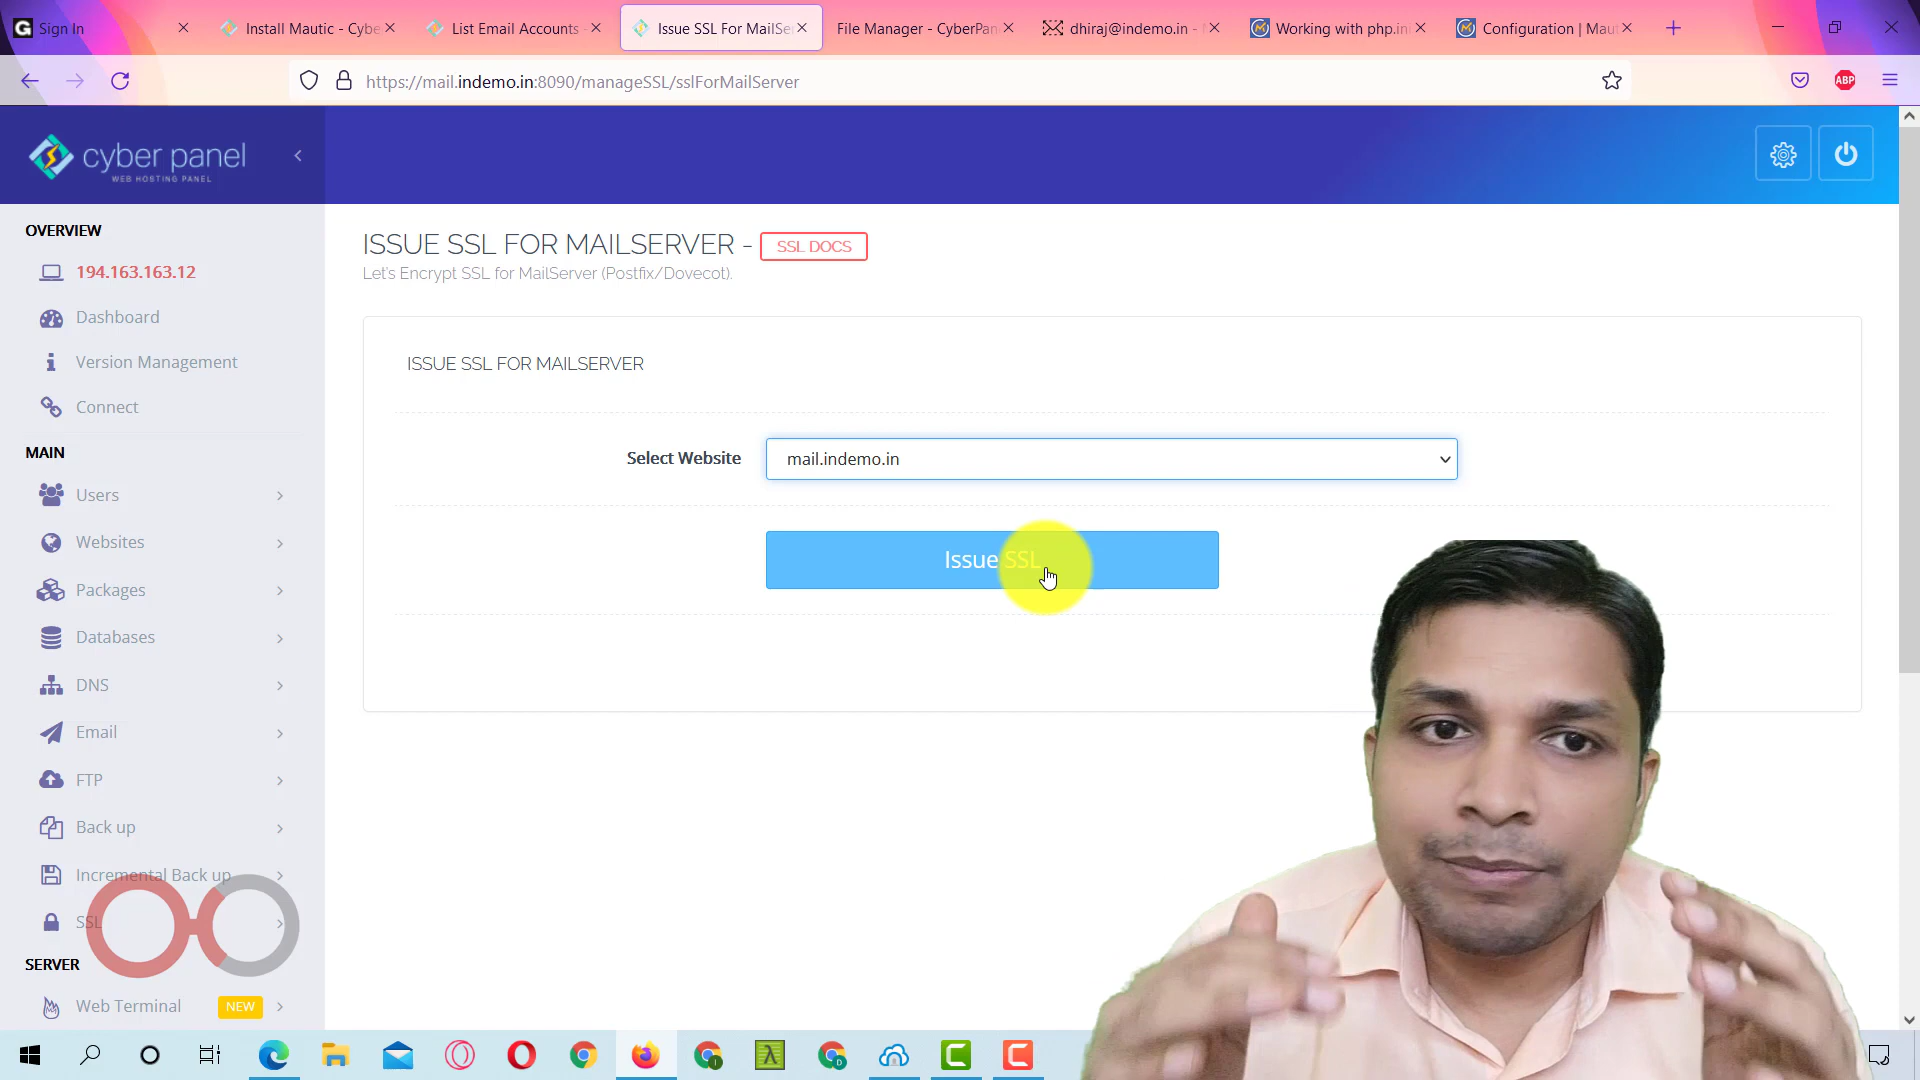 Sign In
Install Mautic - Cybe
List Email Accounts -
Issue SSL For MailSer
File Manager - CyberPan
dhiraj@indemo.in -
Working with php.ini
Configuration | Maut
https://mail.indemo.in:8090/manageSSL/sslForMailServer
ABP
cyber panel
WEB HOSTING PANEL
OVERVIEW
194.163.163.12
Dashboard
Version Management
Connect
MAIN
Users
Websites
Packages
Databases
DNS
Email
FTP
Back up
Incremental Back up
SSL
SERVER
Web Terminal NEW
ISSUE SSL FOR MAILSERVER - SSL DOCS
Let's Encrypt SSL for MailServer (Postfix/Dovecot).
ISSUE SSL FOR MAILSERVER
Select Website mail.indemo.in
Issue SSL